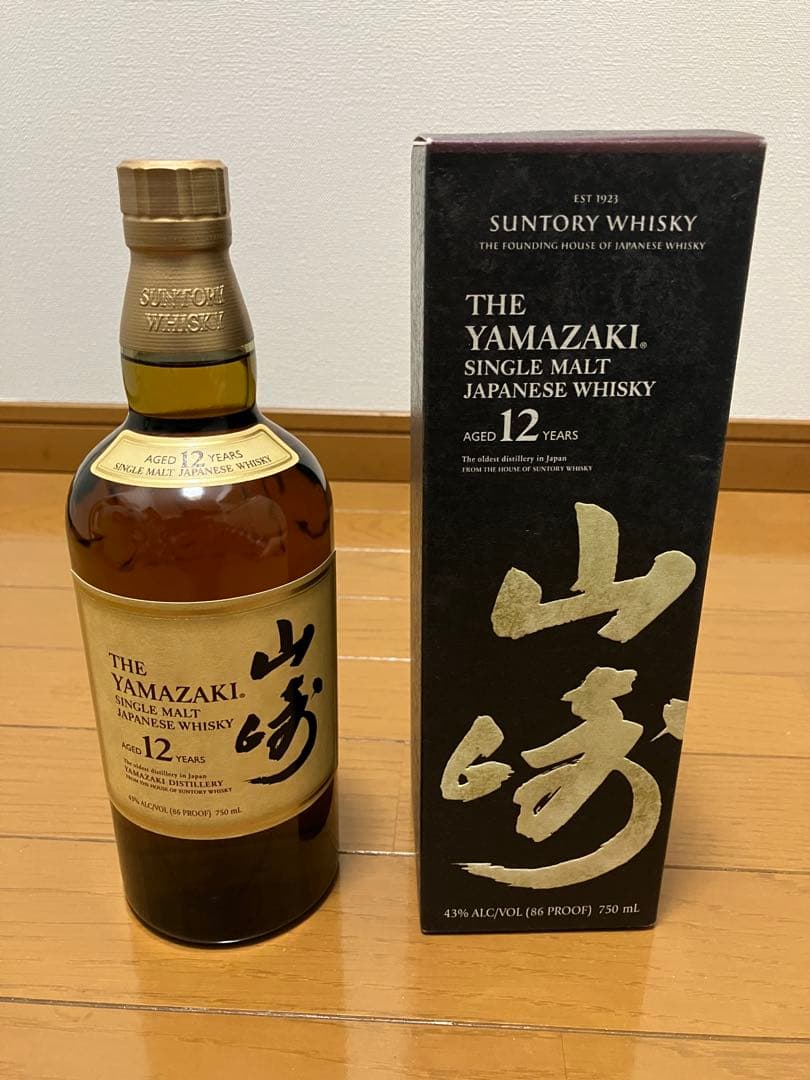 SUNTORY
WHISKY
AGED 12 YEARS
SINGLE MALT JAPANESE WHISKY
THE
YAMAZAKI®
SINGLE MALT
JAPANESE WHISKY
AGED 12 YEARS
The oldest distillery in Japan
YAMAZAKI DISTILLERY
FROM THE HOUSE OF SUNTORY WHISKY
43% ALC/VOL (86 PROOF) 750 mL
山崎
EST 1923
SUNTORY WHISKY
THE FOUNDING HOUSE OF JAPANESE WHISKY
THE
YAMAZAKI®
SINGLE MALT
JAPANESE WHISKY
AGED 12 YEARS
The oldest distillery in Japan
FROM THE HOUSE OF SUNTORY WHISKY
山崎
43% ALC/VOL (86 PROOF) 750 mL